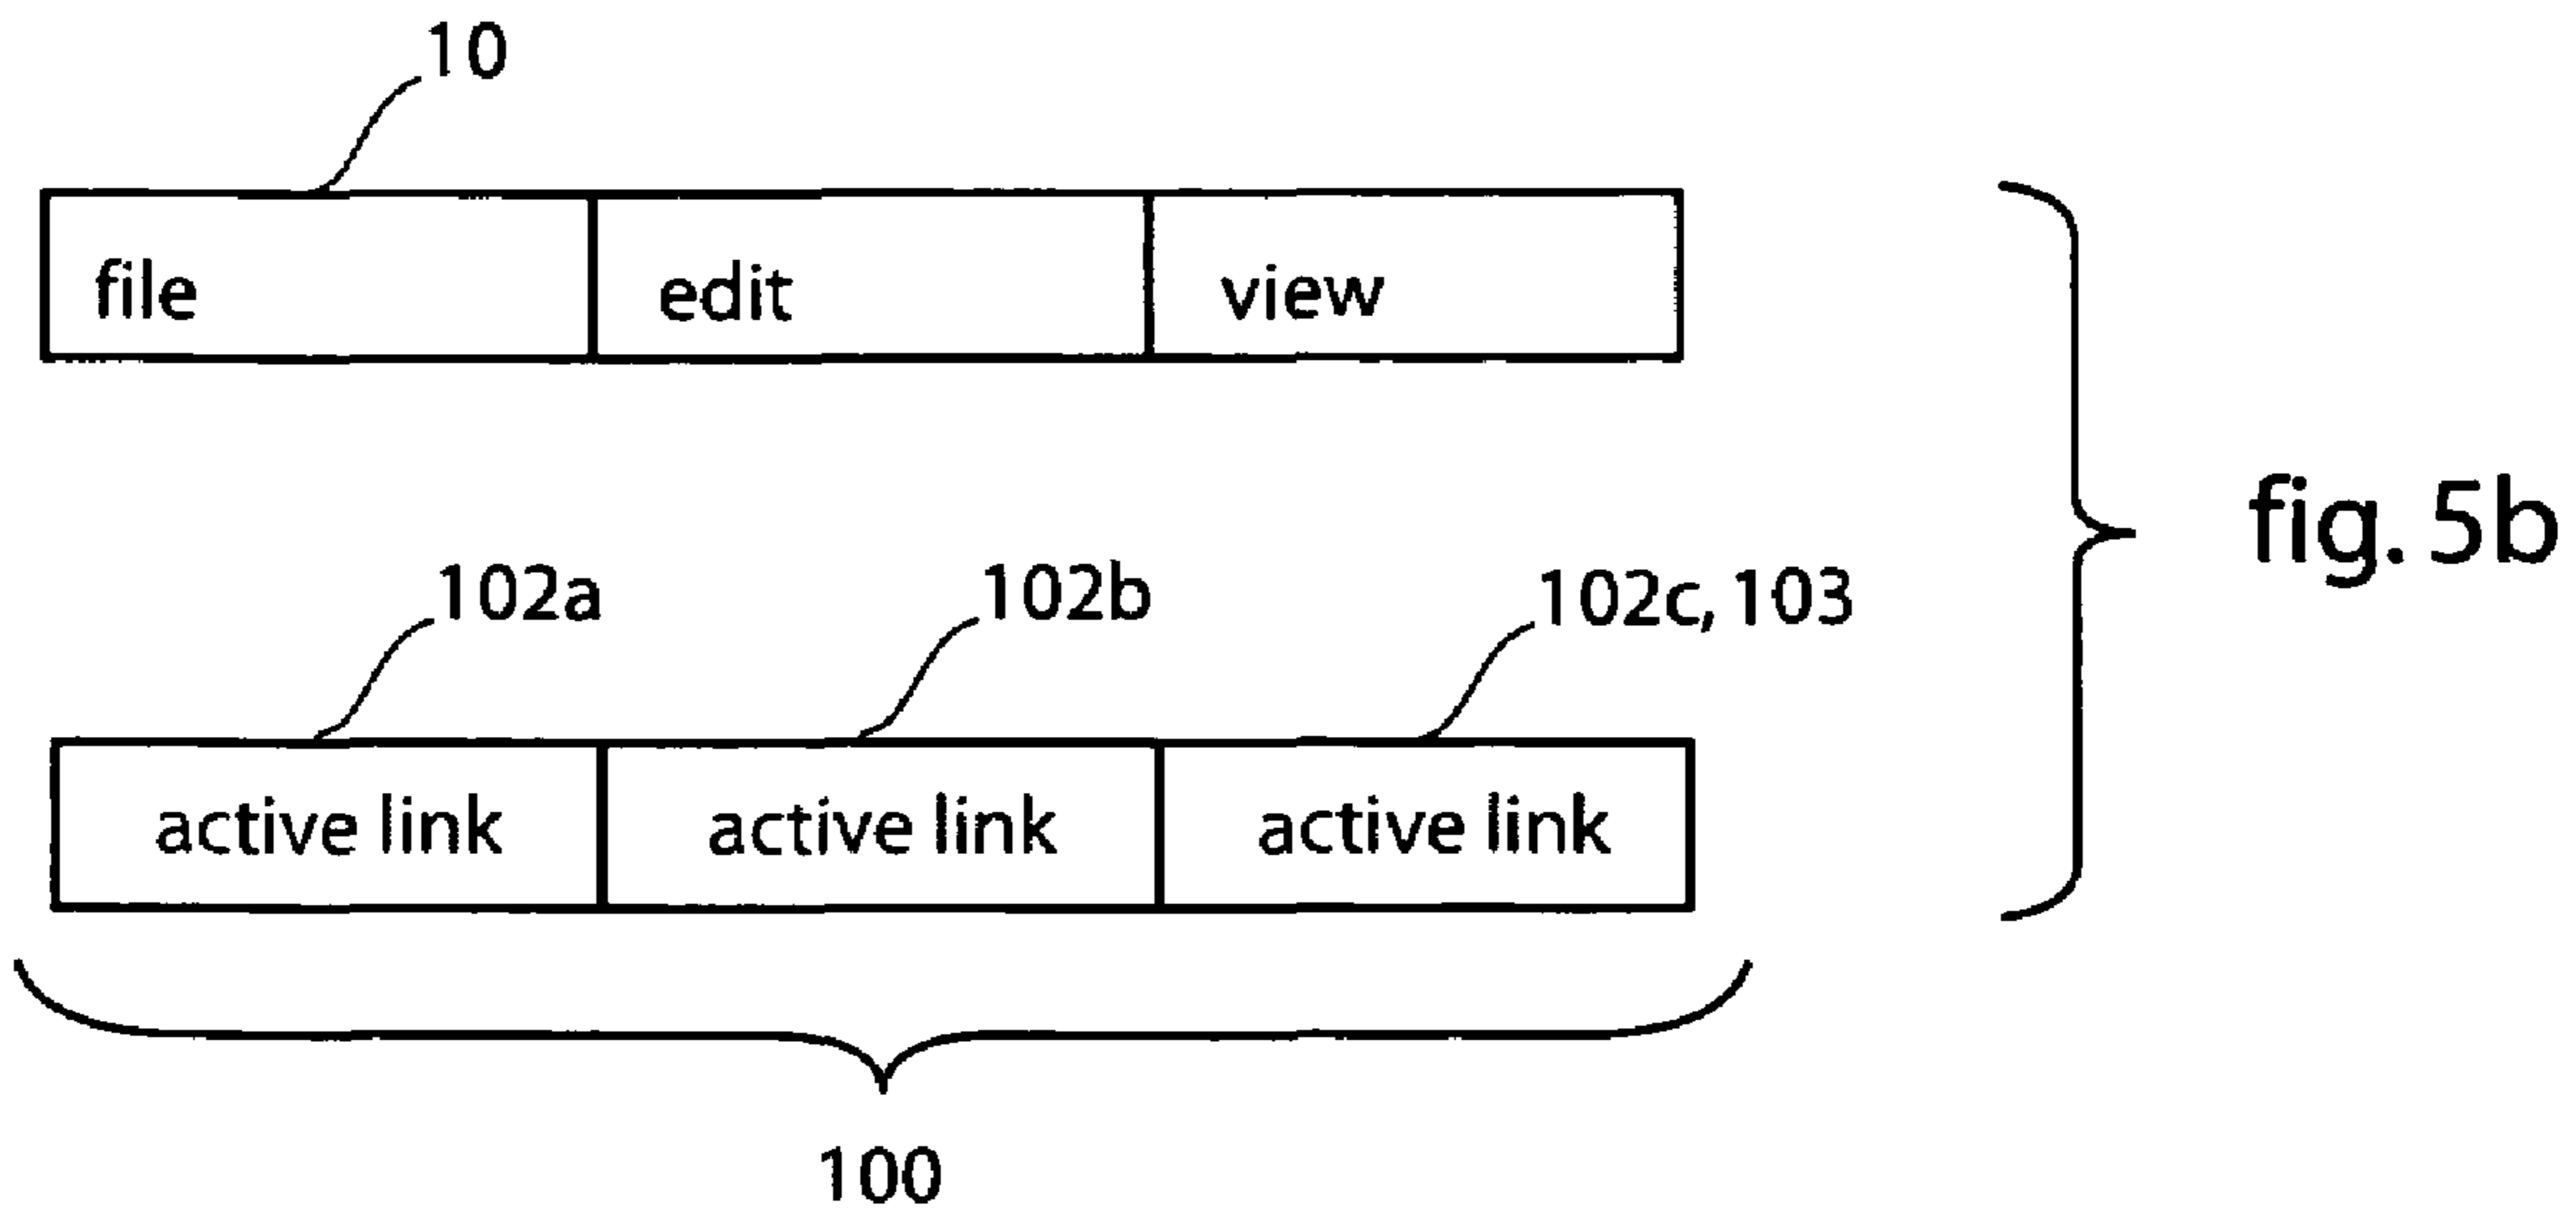 10
file edit view
fig. 5b
102a 102b 102c, 103
active link active link active link
100